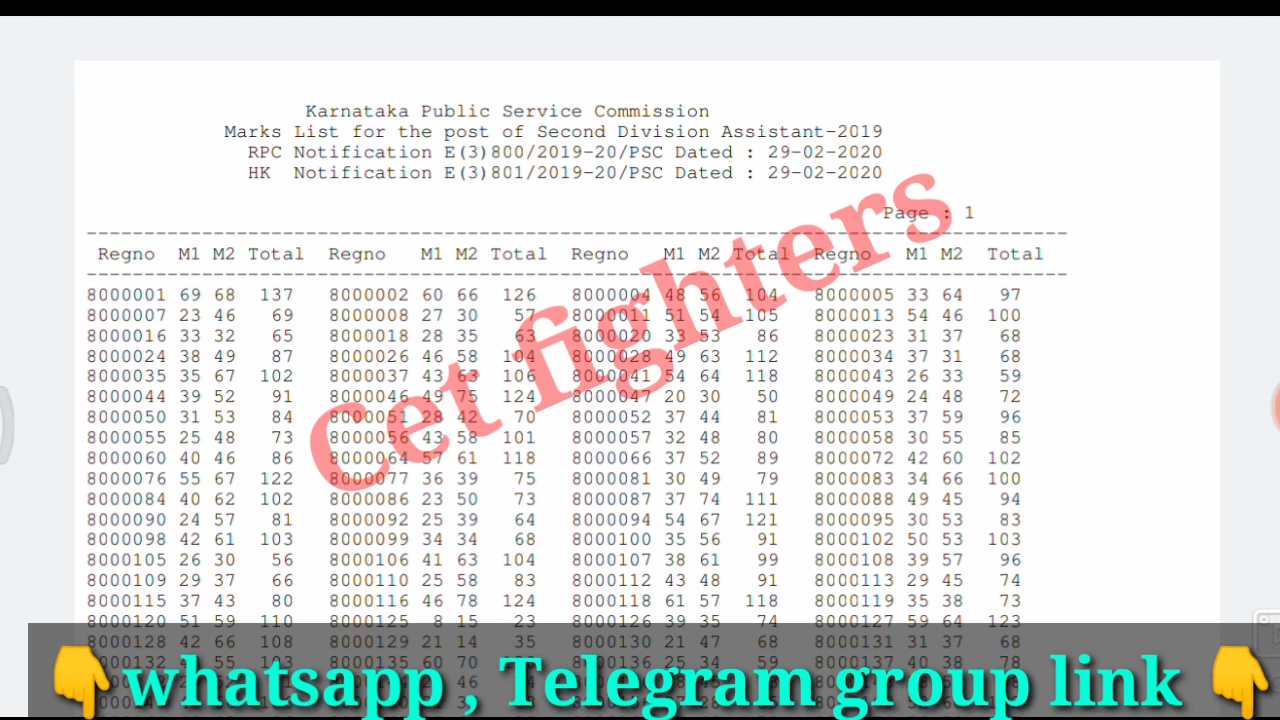 Karnataka Public Service Commission
Marks List for the post of Second Division Assistant-2019
RPC Notification E(3)800/2019-20/PSC Dated : 29-02-2020
HK Notification E(3)801/2019-20/PSC Dated : 29-02-2020
Page : 1
Regno M1 M2 Total Regno M1 M2 Total Regno M1 M2 Total Regno M1 M2 Total
8000001 69 68 137 8000002 60 66 126 8000004 48 56 104 8000005 33 64 97
8000007 23 46 69 8000008 27 30 57 8000011 51 54 105 8000013 54 46 100
8000016 33 32 65 8000018 28 35 63 8000020 33 53 86 8000023 31 37 68
8000024 38 49 87 8000026 46 58 104 8000028 49 63 112 8000034 37 31 68
8000035 35 67 102 8000037 43 63 106 8000041 54 64 118 8000043 26 33 59
8000044 39 52 91 8000046 49 75 124 8000047 20 30 50 8000049 24 48 72
8000050 31 53 84 8000051 28 42 70 8000052 37 44 81 8000053 37 59 96
8000055 25 48 73 8000056 43 58 101 8000057 32 48 80 8000058 30 55 85
8000060 40 46 86 8000064 57 61 118 8000066 37 52 89 8000072 42 60 102
8000076 55 67 122 8000077 36 39 75 8000081 30 49 79 8000083 34 66 100
8000084 40 62 102 8000086 23 50 73 8000087 37 74 111 8000088 49 45 94
8000090 24 57 81 8000092 25 39 64 8000094 54 67 121 8000095 30 53 83
8000098 42 61 103 8000099 34 34 68 8000100 35 56 91 8000102 50 53 103
8000105 26 30 56 8000106 41 63 104 8000107 38 61 99 8000108 39 57 96
8000109 29 37 66 8000110 25 58 83 8000112 43 48 91 8000113 29 45 74
8000115 37 43 80 8000116 46 78 124 8000118 61 57 118 8000119 35 38 73
8000120 51 59 110 8000125 8 15 23 8000126 39 35 74 8000127 59 64 123
8000128 42 66 108 8000129 21 14 35 8000130 21 47 68 8000131 31 37 68
55 103 8000135 60 70 8000136 25 34 59 8000137 40 38 78
Cet fighters
whatsapp , Telegram group link